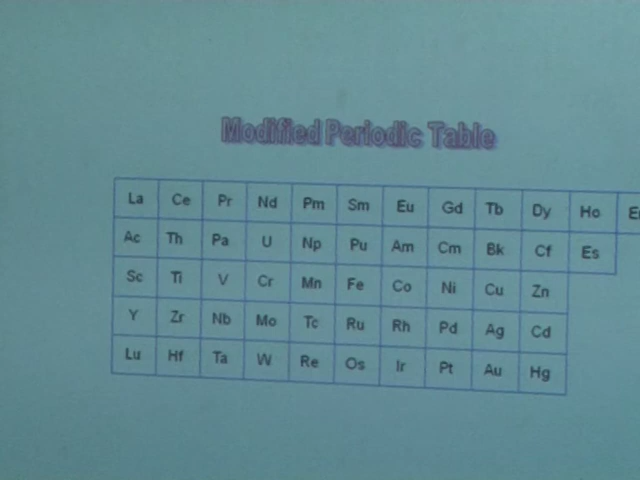 Modified Periodic Table
La Ce Pr Nd Pm Sm Eu Gd Tb Dy Ho
Ac Th Pa U Np Pu Am Cm Bk Cf Es
Sc Ti V Cr Mn Fe Co Ni Cu Zn
Y Zr Nb Mo Tc Ru Rh Pd Ag Cd
Lu Hf Ta W Re Os Ir Pt Au Hg